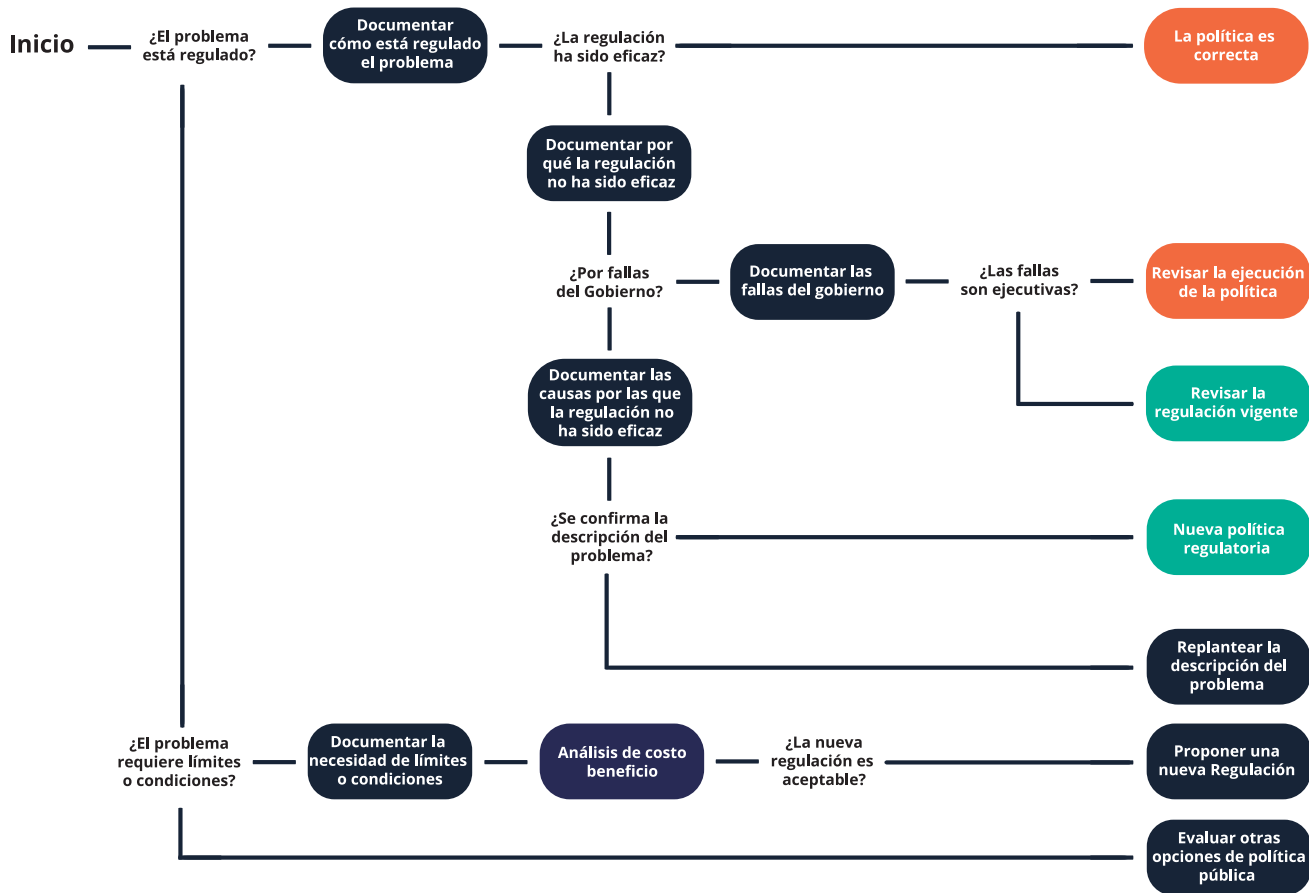 Inicio
¿El problema
está regulado?
Documentar
cómo está regulado
el problema
¿La regulación
ha sido eficaz?
La política es
correcta
Documentar por
qué la regulación
no ha sido eficaz
¿Por fallas
del Gobierno?
Documentar las
fallas del gobierno
¿Las fallas
son ejecutivas?
Revisar la ejecución
de la política
Documentar las
causas por las que
la regulación no
ha sido eficaz
Revisar la
regulación vigente
¿Se confirma la
descripción del
problema?
Nueva política
regulatoria
Replantear la
descripción del
problema
¿El problema
requiere límites
o condiciones?
Documentar la
necesidad de límites
o condiciones
Análisis de costo
beneficio
¿La nueva
regulación es
aceptable?
Proponer una
nueva Regulación
Evaluar otras
opciones de política
pública